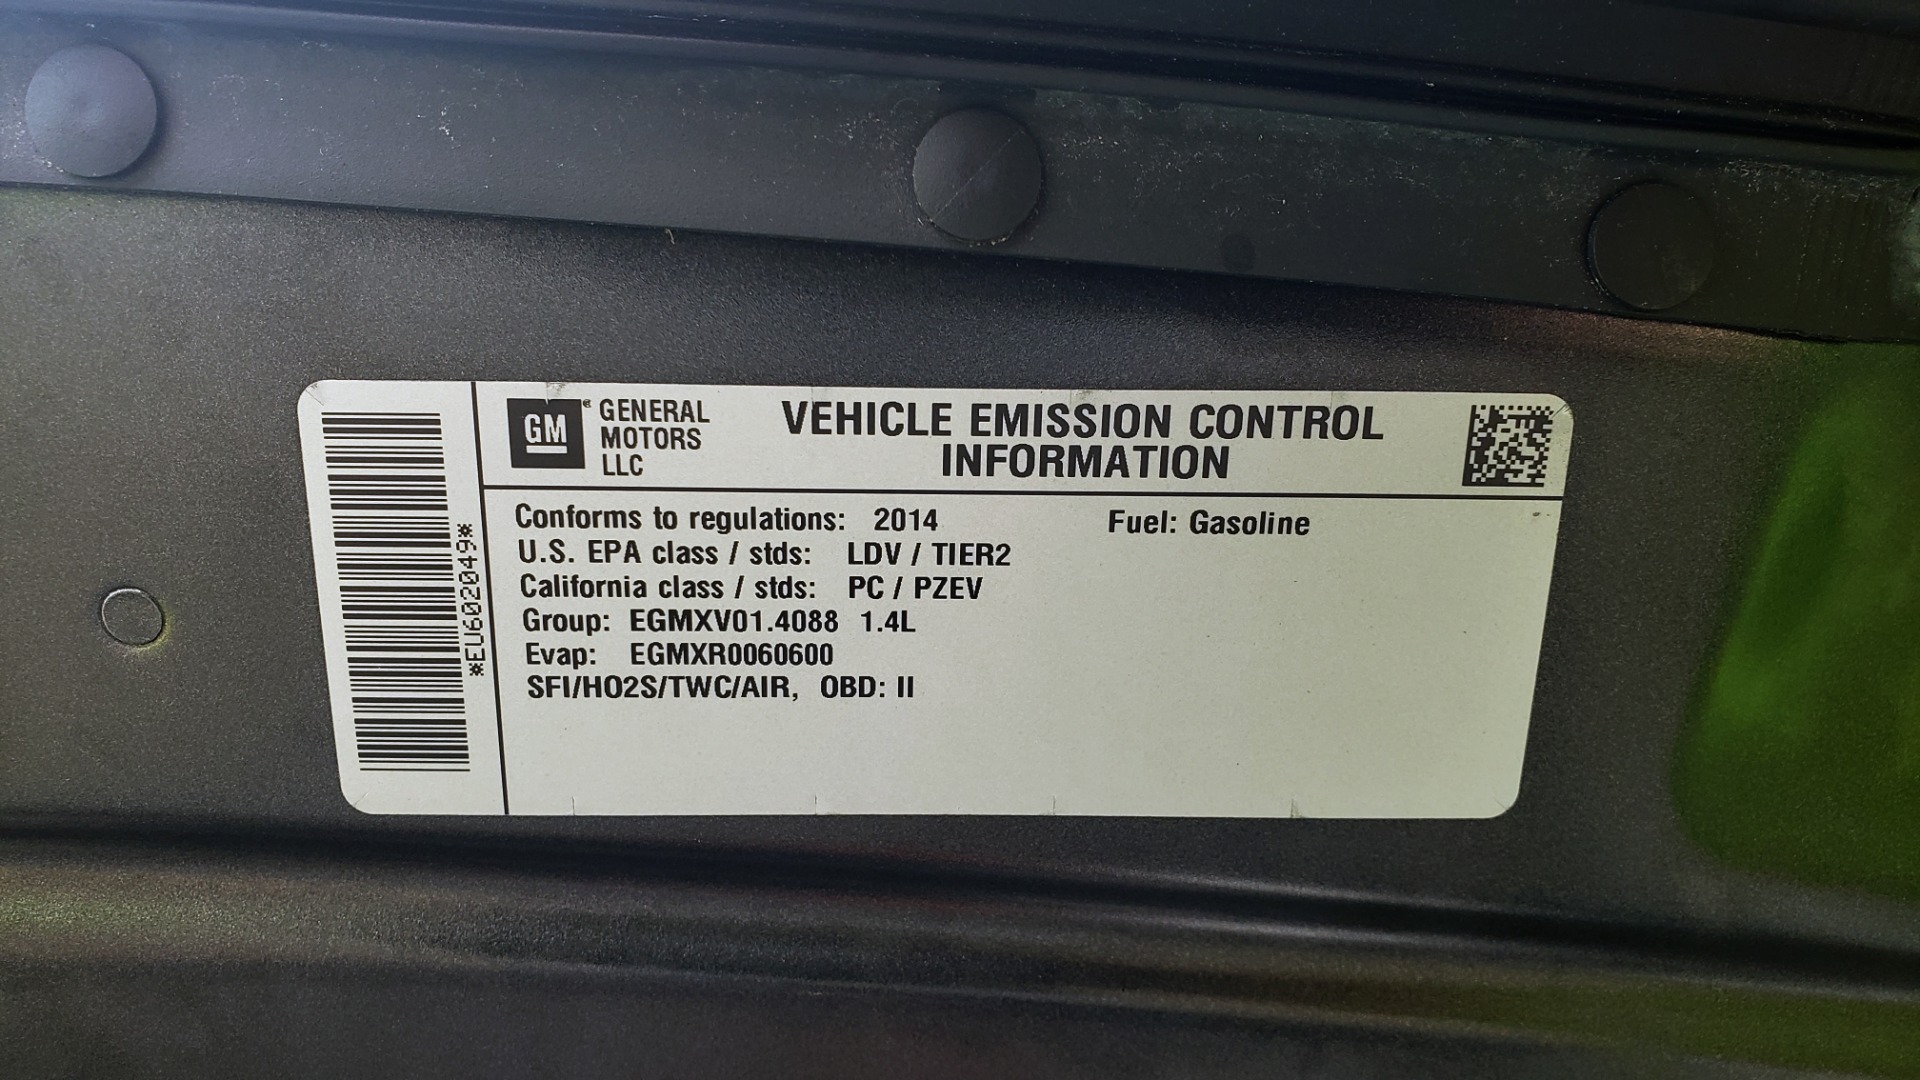 GM
GENERAL
MOTORS
LLC
VEHICLE EMISSION CONTROL
INFORMATION
*EU602049*
Conforms to regulations: 2014 Fuel: Gasoline
U.S. EPA class / stds: LDV / TIER2
California class / stds: PC / PZEV
Group: EGMXV01.4088 1.4L
Evap: EGMXR0060600
SFI/HO2S/TWC/AIR, OBD: II